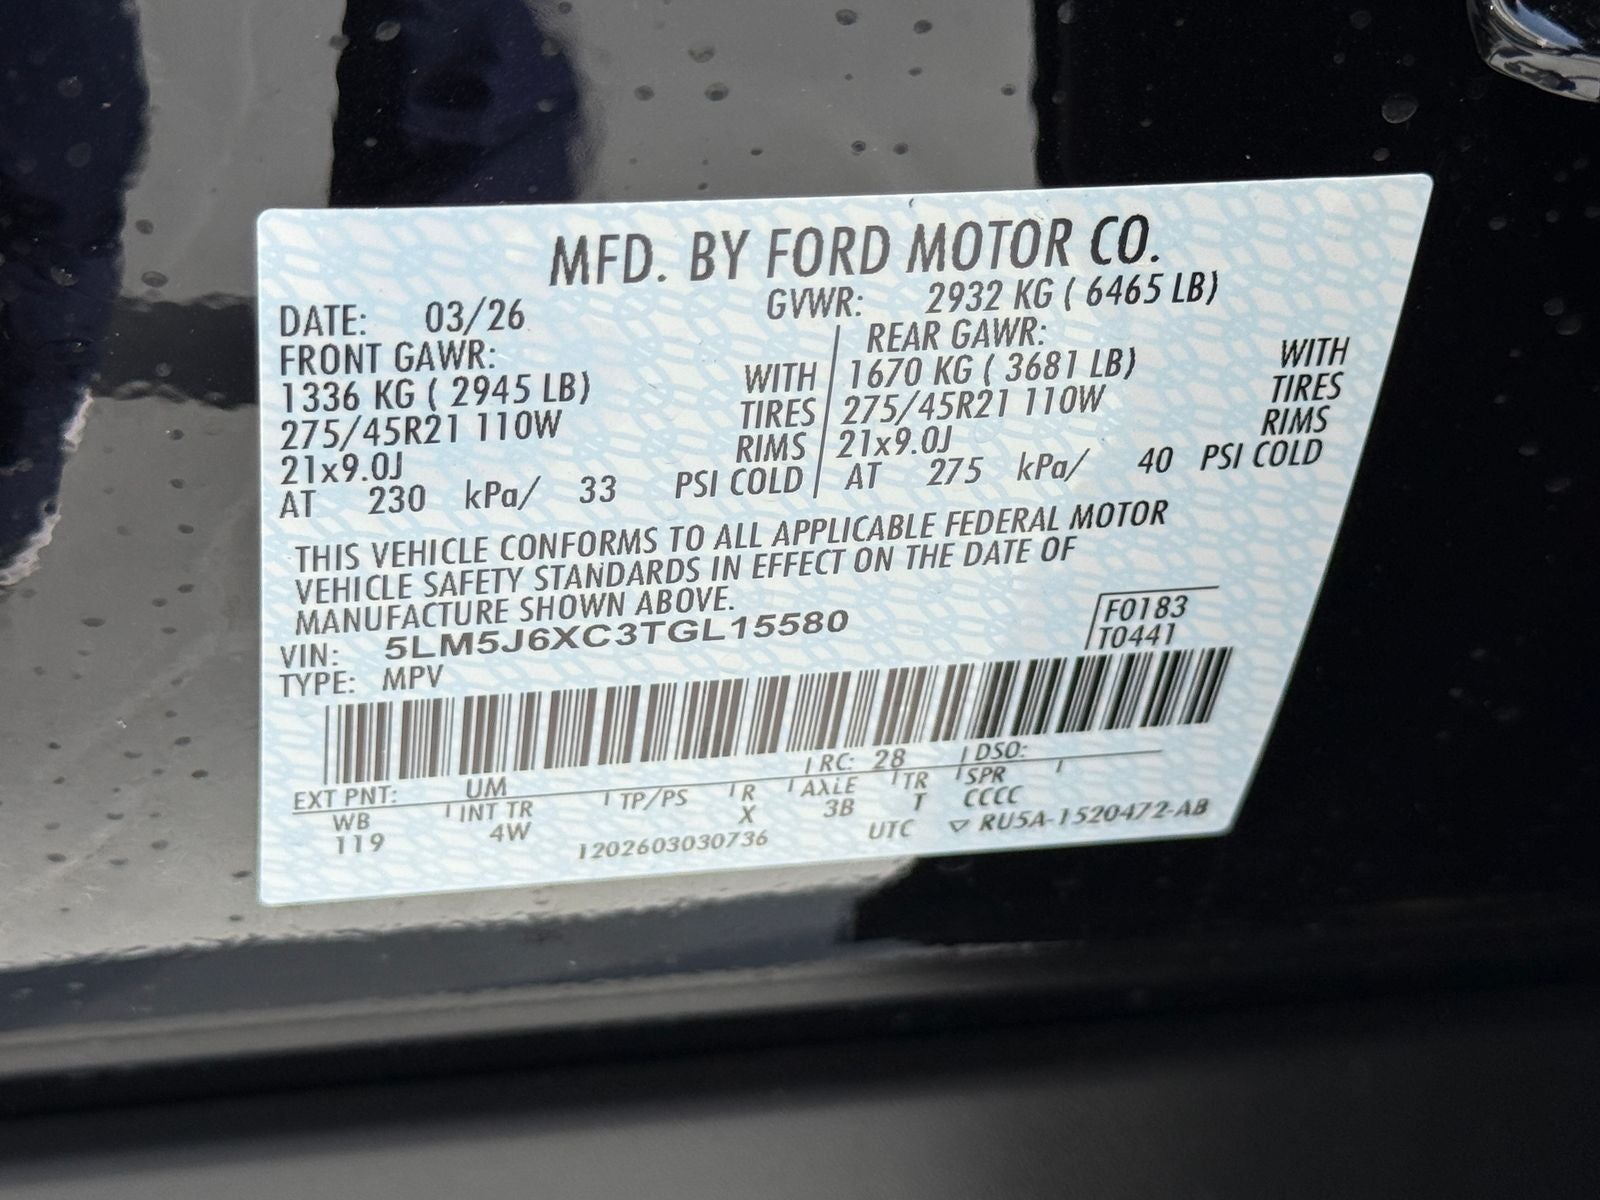 MFD. BY FORD MOTOR CO.
DATE: 03/26 GVWR: 2932 KG ( 6465 LB)
FRONT GAWR: REAR GAWR:
1336 KG ( 2945 LB) WITH 1670 KG ( 3681 LB) WITH
275/45R21 110W TIRES 275/45R21 110W TIRES
21x9.0J RIMS 21x9.0J RIMS
AT 230 kPa/ 33 PSI COLD AT 275 kPa/ 40 PSI COLD
THIS VEHICLE CONFORMS TO ALL APPLICABLE FEDERAL MOTOR
VEHICLE SAFETY STANDARDS IN EFFECT ON THE DATE OF
MANUFACTURE SHOWN ABOVE.
VIN: 5LM5J6XC3TGL15580 F0183
TYPE: MPV T0441
EXT PNT: UM RC: 28 DSO:
WB INT TR TP/PS R AXLE TR SPR
119 4W X 3B T CCCC
1202603030736 UTC ▽ RU5A-1520472-AB